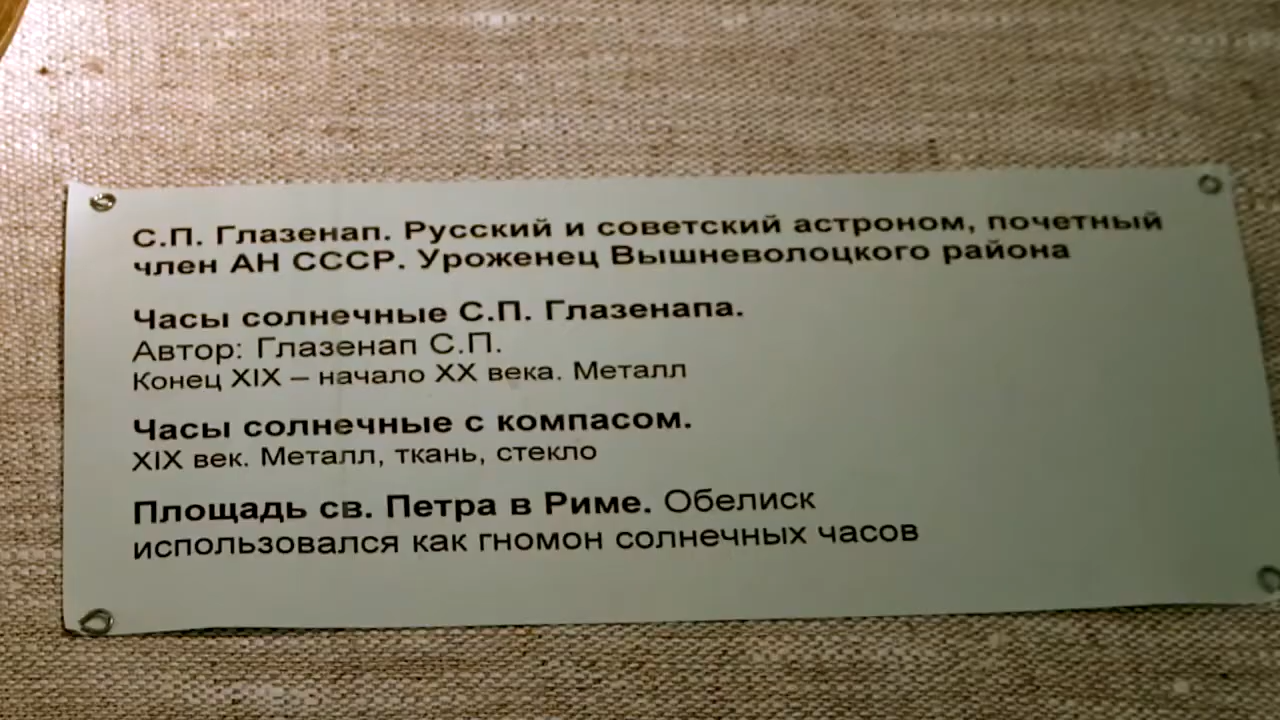 С.П. Глазенап. Русский и советский астроном, почетный
член АН СССР. Уроженец Вышневолоцкого района
Часы солнечные С.П. Глазенапа.
Автор: Глазенап С.П.
Конец XIX – начало XX века. Металл
Часы солнечные с компасом.
XIX век. Металл, ткань, стекло
Площадь св. Петра в Риме. Обелиск
использовался как гномон солнечных часов